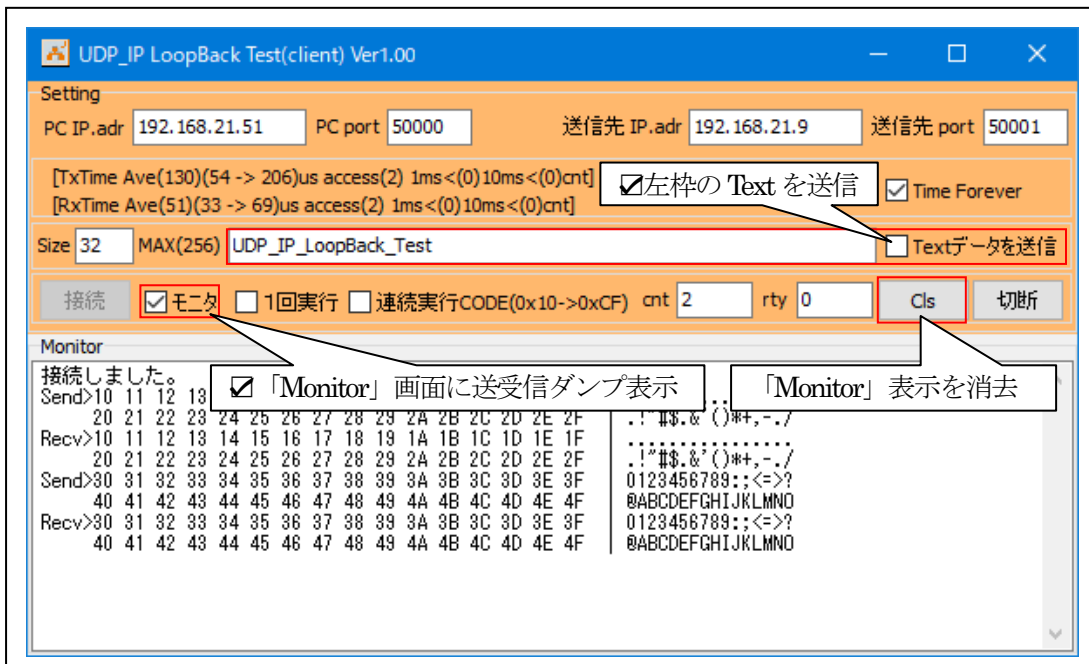 UDP_IP LoopBack Test(client) Ver1.00
Setting
PC IP.adr 192.168.21.51 PC port 50000 送信先 IP.adr 192.168.21.9 送信先 port 50001
[TxTime Ave(130)(54 -> 206)us access(2) 1ms<(0)10ms<(0)cnt]
☑左枠の Text を送信
Time Forever
[RxTime Ave(51)(33 -> 69)us access(2) 1ms<(0)10ms<(0)cnt]
Size 32 MAX(256) UDP_IP_LoopBack_Test Textデータを送信
接続 モニタ 1回実行 連続実行CODE(0x10->0xCF) cnt 2 rty 0 Cls 切断
Monitor
接続しました。
☑「Monitor」画面に送受信ダンプ表示
「Monitor」表示を消去
Send>10 11 12 13
20 21 22 23 24 25 26 27 28 29 2A 2B 2C 2D 2E 2F | .!"#$.&'()*+,-./
Recv>10 11 12 13 14 15 16 17 18 19 1A 1B 1C 1D 1E 1F | ................
20 21 22 23 24 25 26 27 28 29 2A 2B 2C 2D 2E 2F | .!"#$.&'()*+,-./
Send>30 31 32 33 34 35 36 37 38 39 3A 3B 3C 3D 3E 3F | 0123456789:;<=>?
40 41 42 43 44 45 46 47 48 49 4A 4B 4C 4D 4E 4F | @ABCDEFGHIJKLMNO
Recv>30 31 32 33 34 35 36 37 38 39 3A 3B 3C 3D 3E 3F | 0123456789:;<=>?
40 41 42 43 44 45 46 47 48 49 4A 4B 4C 4D 4E 4F | @ABCDEFGHIJKLMNO